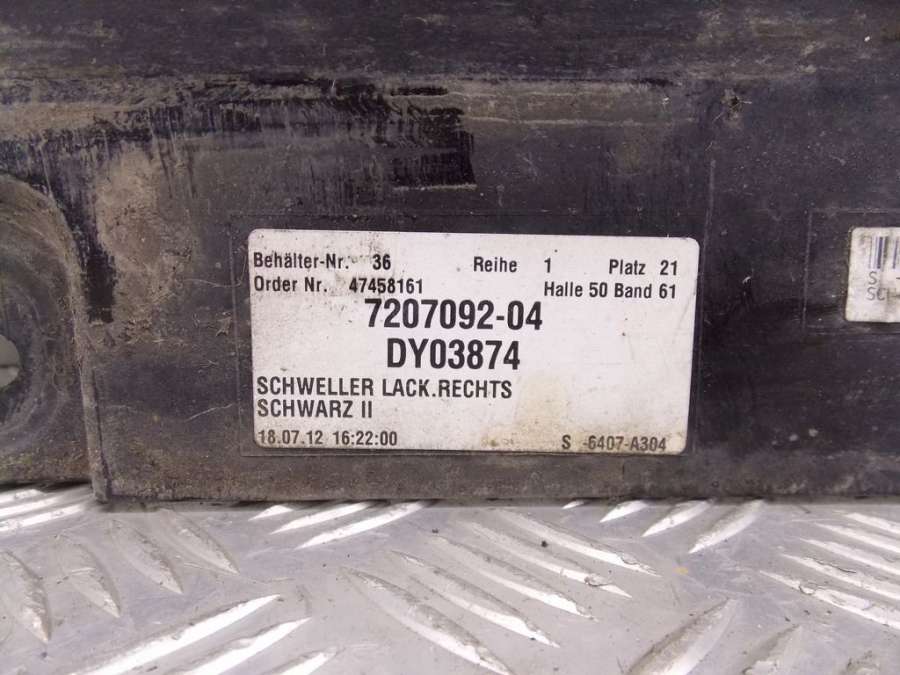 Behälter-Nr. 36 Reihe 1 Platz 21
Order Nr. 47458161 Halle 50 Band 61
7207092-04
DY03874
SCHWELLER LACK.RECHTS
SCHWARZ II
18.07.12 16:22:00 S -6407-A304
S